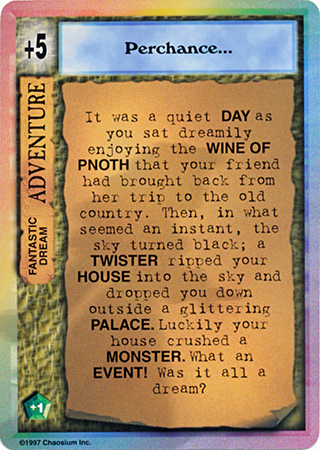 +5
Perchance...
FANTASTIC
DREAM
ADVENTURE
It was a quiet DAY as
you sat dreamily
enjoying the WINE OF
PNOTH that your friend
had brought back from
her trip to the old
country. Then, in what
seemed an instant, the
sky turned black; a
TWISTER ripped your
HOUSE into the sky and
dropped you down
outside a glittering
PALACE. Luckily your
house crushed a
MONSTER. What an
EVENT! Was it all a
dream?
+1
©1997 Chaosium Inc.